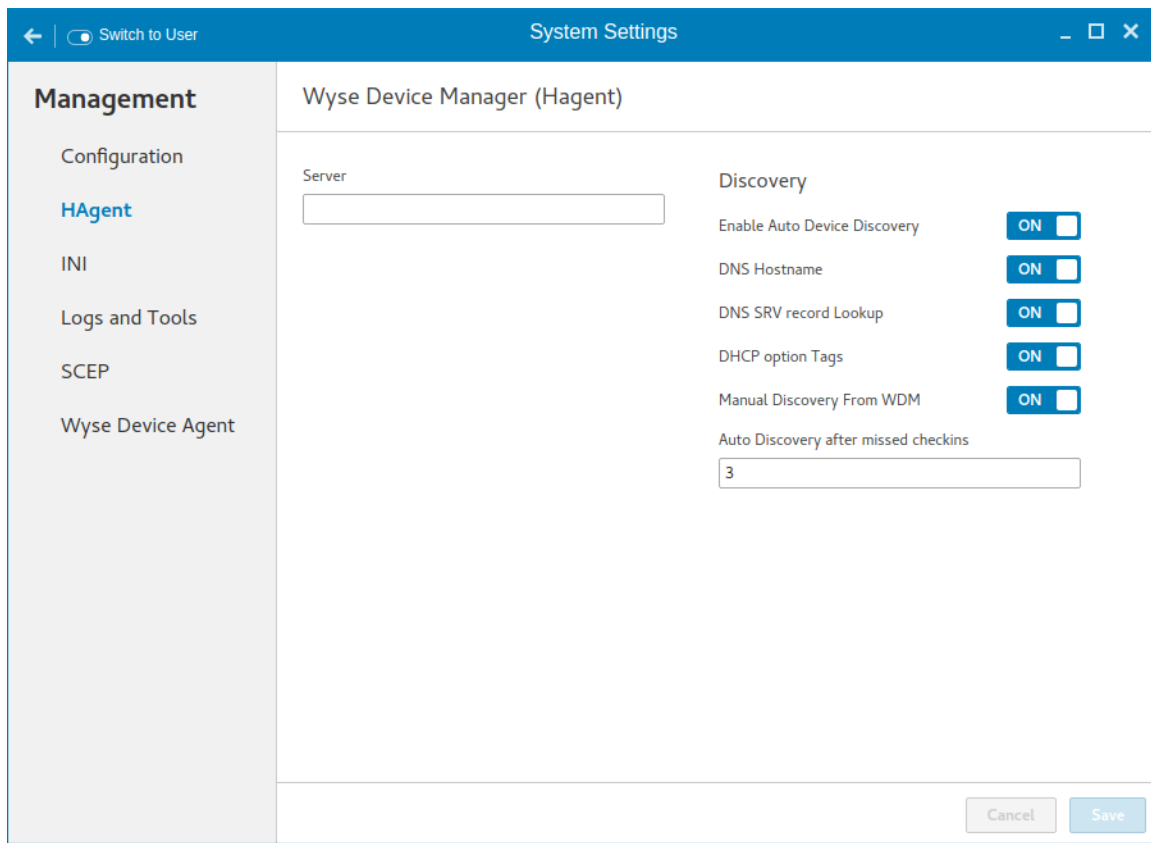 Switch to User
System Settings
Management
Configuration
HAgent
INI
Logs and Tools
SCEP
Wyse Device Agent
Wyse Device Manager (Hagent)
Server
Discovery
Enable Auto Device Discovery ON
DNS Hostname ON
DNS SRV record Lookup ON
DHCP option Tags ON
Manual Discovery From WDM ON
Auto Discovery after missed checkins
3
Cancel
Save